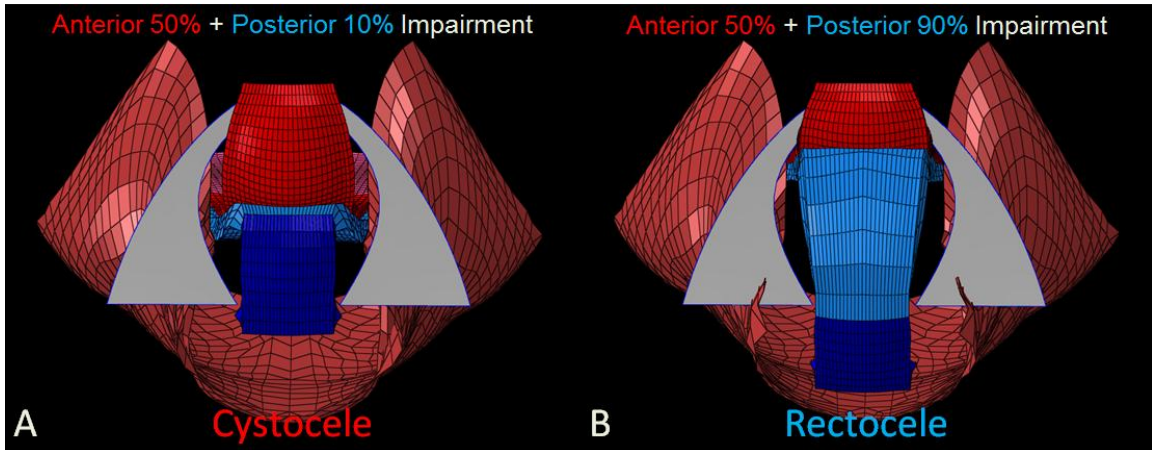 Anterior 50% + Posterior 10% Impairment
Anterior 50% + Posterior 90% Impairment
A
Cystocele
B
Rectocele